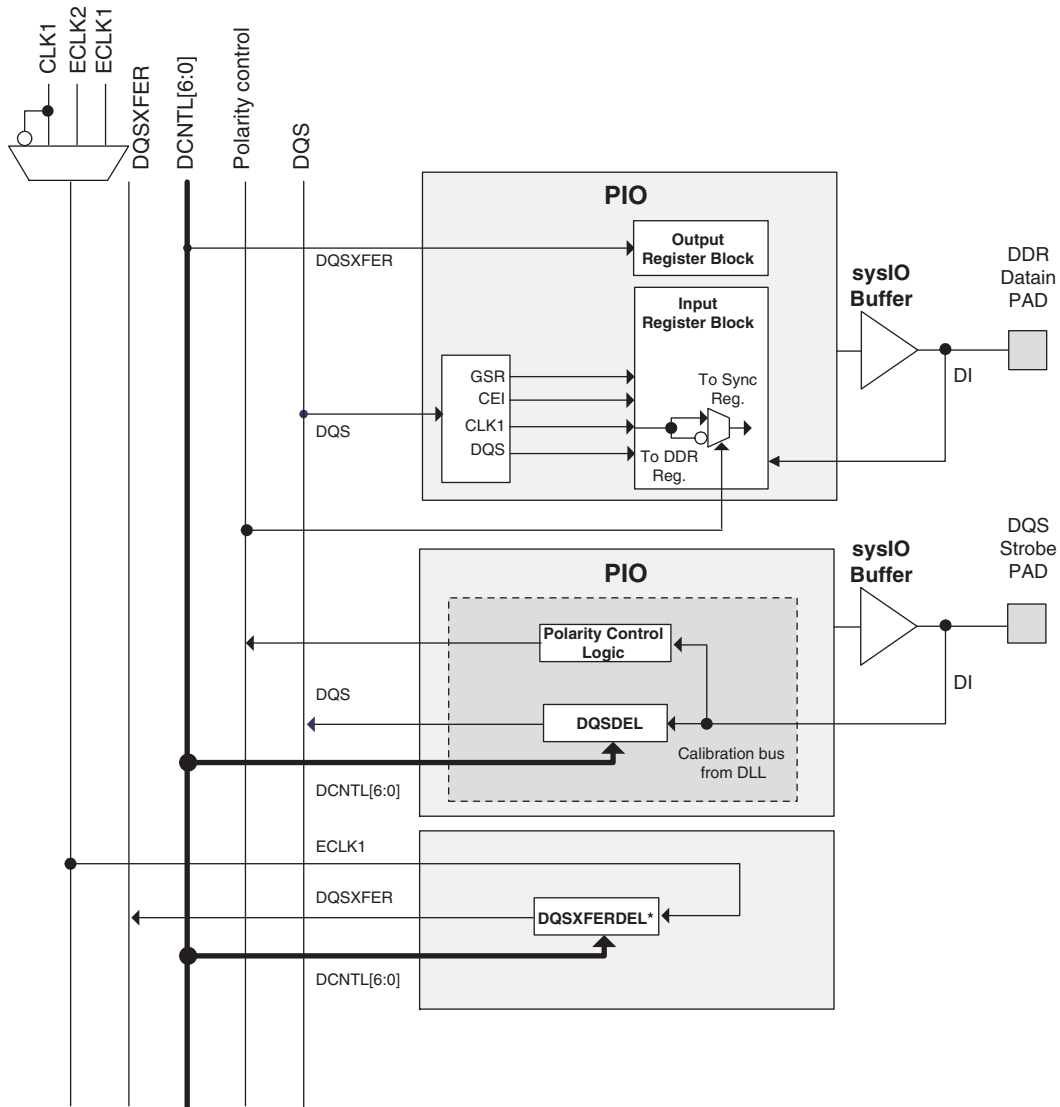 CLK1
ECLK2
ECLK1
DQSXFER
DCNTL[6:0]
Polarity control
DQS
PIO
Output
Register Block
DQSXFER
sysIO
Buffer
DDR
Datain
PAD
Input
Register Block
GSR
CEI
CLK1
DQS
To Sync
Reg.
To DDR
Reg.
DI
DQS
PIO
sysIO
Buffer
DQS
Strobe
PAD
Polarity Control
Logic
DI
DQS
DQSDEL
Calibration bus
from DLL
DCNTL[6:0]
ECLK1
DQSXFER
DQSXFERDEL*
DCNTL[6:0]